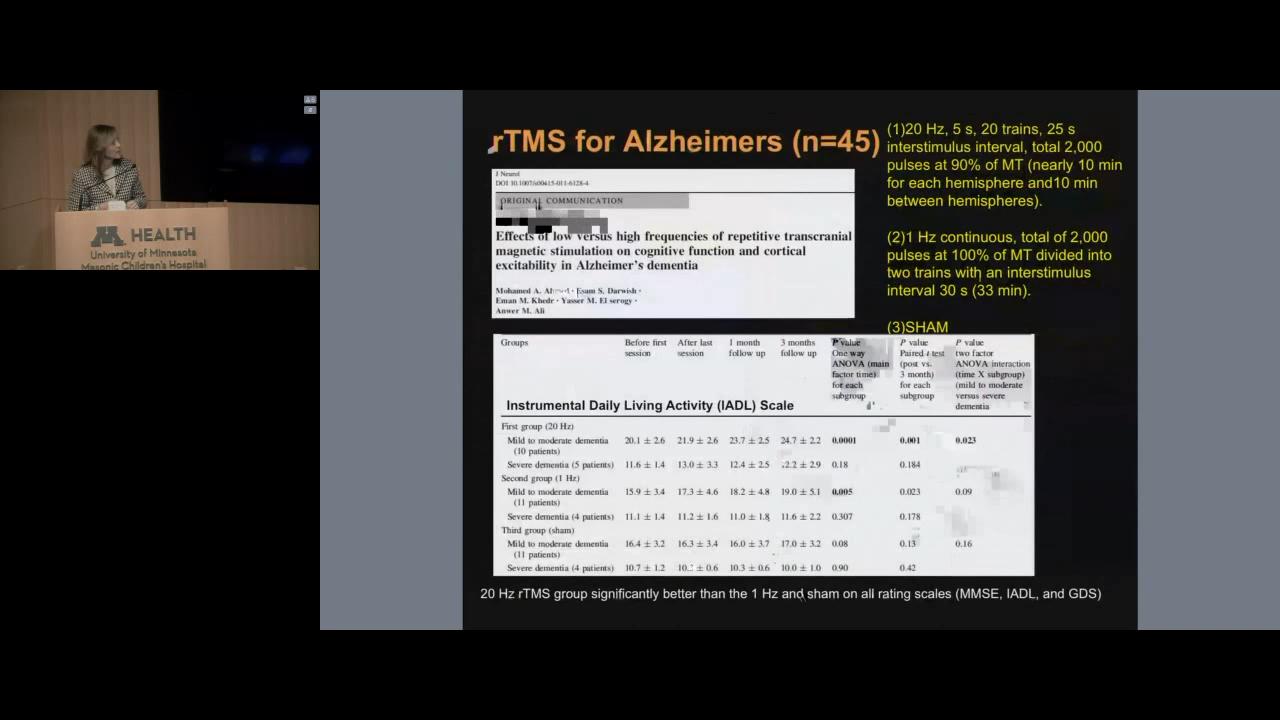 HEALTH
University of Minnesota
Masonic Children's Hospital
rTMS for Alzheimers (n=45)
J Neurol
DOI 10.1007/s00415-011-6128-4
ORIGINAL COMMUNICATION
Effects of low versus high frequencies of repetitive transcranial
magnetic stimulation on cognitive function and cortical
excitability in Alzheimer's dementia
Mohamed A. · Esam S. Darwish ·
Eman M. Khedr · Yasser M. El serogy ·
Anwer M. Ali
(1)20 Hz, 5 s, 20 trains, 25 s
interstimulus interval, total 2,000
pulses at 90% of MT (nearly 10 min
for each hemisphere and10 min
between hemispheres).
(2)1 Hz continuous, total of 2,000
pulses at 100% of MT divided into
two trains with an interstimulus
interval 30 s (33 min).
(3)SHAM
Groups Before first session After last session 1 month follow up 3 months follow up P value One way ANOVA (main factor time) for each subgroup P value Paired t test (post vs. 3 month) for each subgroup P value two factor ANOVA interaction (time X subgroup) (mild to moderate versus severe dementia
Instrumental Daily Living Activity (IADL) Scale
First group (20 Hz)
Mild to moderate dementia 20.1 ± 2.6 21.9 ± 2.6 23.7 ± 2.5 24.7 ± 2.2 0.0001 0.001 0.023
(10 patients)
Severe dementia (5 patients) 11.6 ± 1.4 13.0 ± 3.3 12.4 ± 2.5 ± 2.9 0.18 0.184
Second group (1 Hz)
Mild to moderate dementia 15.9 ± 3.4 17.3 ± 4.6 18.2 ± 4.8 19.0 ± 5.1 0.005 0.023 0.09
(11 patients)
Severe dementia (4 patients) 11.1 ± 1.4 11.2 ± 1.6 11.0 ± 1.8 11.6 ± 2.2 0.307 0.178
Third group (sham)
Mild to moderate dementia 16.4 ± 3.2 16.3 ± 3.4 16.0 ± 3.7 17.0 ± 3.2 0.08 0.13 0.16
(11 patients)
Severe dementia (4 patients) 10.7 ± 1.2 ± 0.6 10.3 ± 0.6 10.0 ± 1.0 0.90 0.42
20 Hz rTMS group significantly better than the 1 Hz and sham on all rating scales (MMSE, IADL, and GDS)